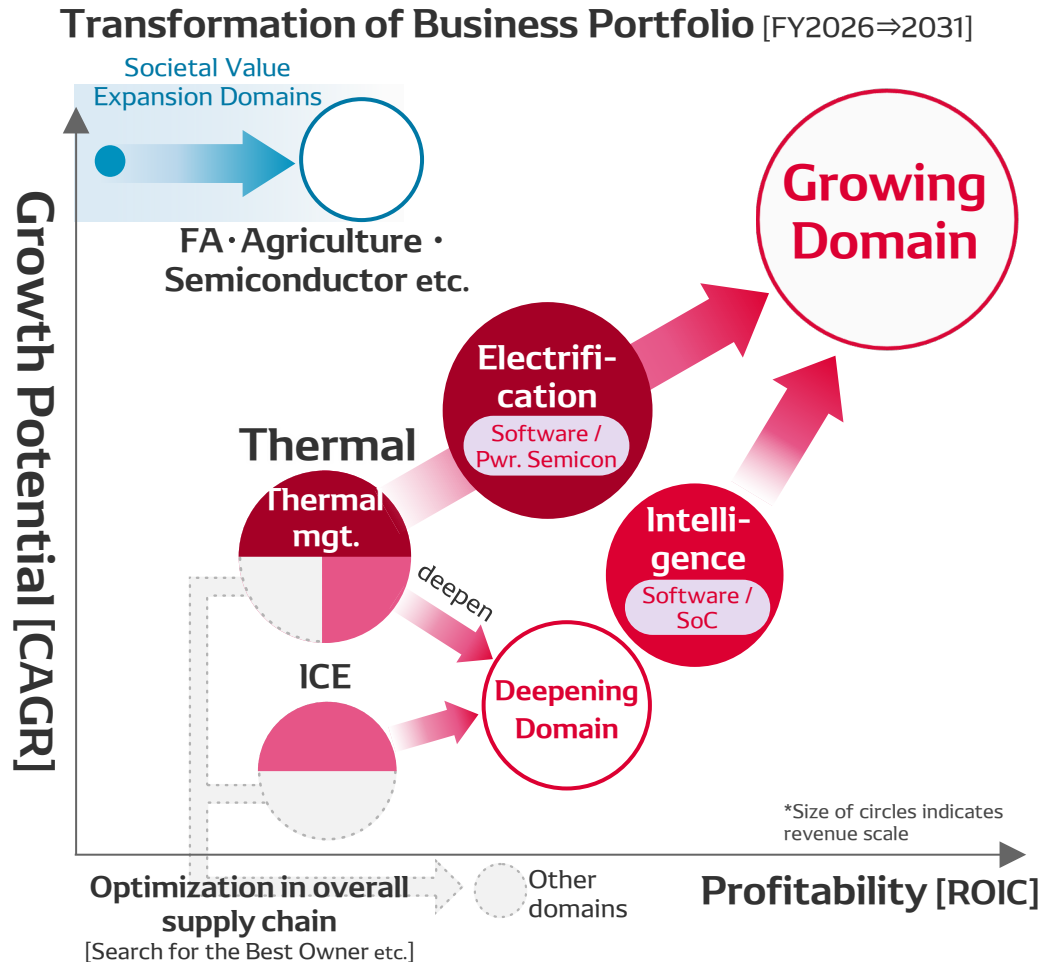 Transformation of Business Portfolio [FY2026⇒2031]
Societal Value
Expansion Domains
FA・Agriculture・
Semiconductor etc.
Growth Potential [CAGR]
Growing
Domain
Electrifi-
cation
Software /
Pwr. Semicon
Thermal
Thermal
mgt.
deepen
Intelli-
gence
Software /
SoC
ICE
Deepening
Domain
*Size of circles indicates
revenue scale
Profitability [ROIC]
Optimization in overall
supply chain
[Search for the Best Owner etc.]
Other
domains